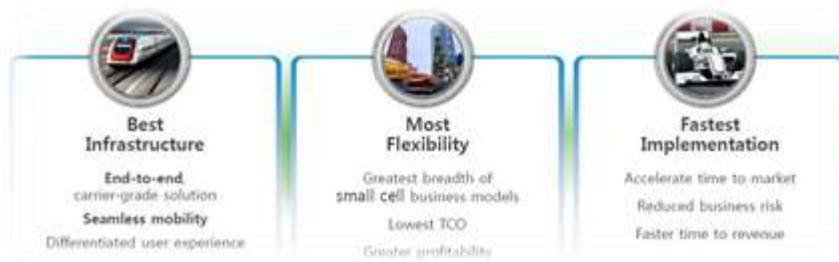 Best
Infrastructure
End-to-end,
carrier-grade solution
Seamless mobility
Differentiated user experience
Most
Flexibility
Greatest breadth of
small cell business models
Lowest TCO
Greater profitability
Fastest
Implementation
Accelerate time to market
Reduced business risk
Faster time to revenue